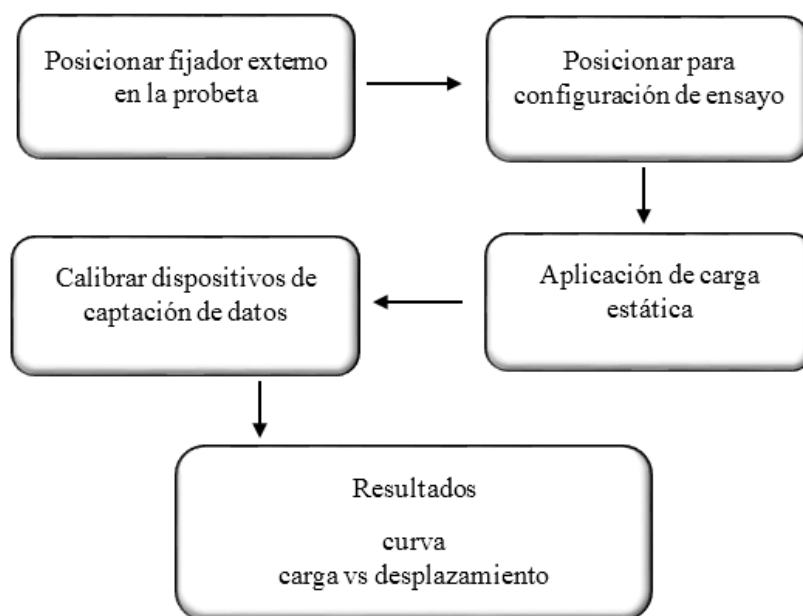 Posicionar fijador externo
en la probeta
Posicionar para
configuración de ensayo
Aplicación de carga
estática
Calibrar dispositivos de
captación de datos
Resultados
curva
carga vs desplazamiento